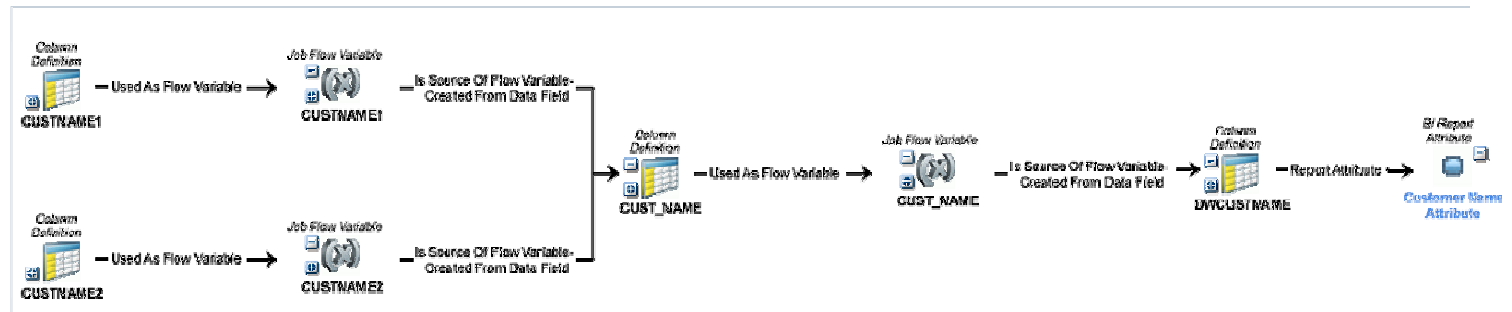 Column
Definition
CUSTNAME1
Used As Flow Variable
Job Flow Variable
CUSTNAME1
Is Source Of Flow Variable-
Created From Data Field
Column
Definition
CUSTNAME2
Used As Flow Variable
Job Flow Variable
CUSTNAME2
Is Source Of Flow Variable-
Created From Data Field
Column
Definition
CUST_NAME
Used As Flow Variable
Job Flow Variable
CUST_NAME
Is Source Of Flow Variable-
Created From Data Field
Column
Definition
DWCUSTNAME
Report Attribute
BI Report
Attribute
Customer Name
Attribute